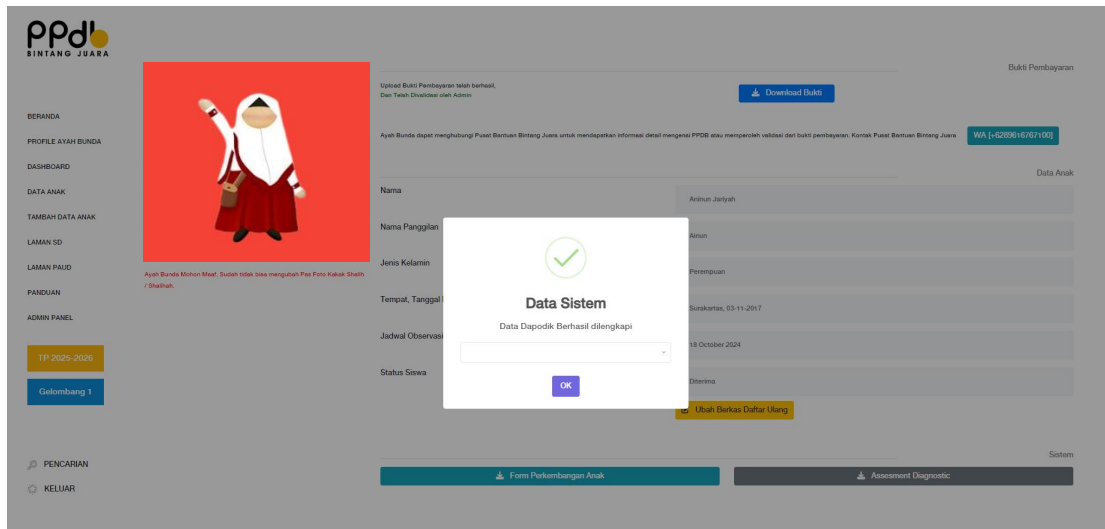 PPdb
BINTANG JUARA
BERANDA
PROFILE AYAH BUNDA
DASHBOARD
DATA ANAK
TAMBAH DATA ANAK
LAMAN SD
LAMAN PAUD
PANDUAN
ADMIN PANEL
TP 2025-2026
Gelombang 1
PENCARIAN
KELUAR
Ayah Bunda Mohon Maaf, Sudah tidak bisa mengubah Pas Foto Kakak Shalih
/ Shalihah.
Bukti Pembayaran
Upload Bukti Pembayaran telah berhasil,
Dan Telah Divalidasi oleh Admin
Download Bukti
Ayah Bunda dapat menghubungi Pusat Bantuan Bintang Juara untuk mendapatkan informasi detail mengenai PPDB atau memperoleh validasi dari bukti pembayaran. Kontak Pusat Bantuan Bintang Juara
WA [+6289616767100]
Data Anak
Nama
Aninun Jariyah
Nama Panggilan
Ainun
Jenis Kelamin
Perempuan
Tempat, Tanggal
Surakartas, 03-11-2017
Jadwal Observasi
18 October 2024
Status Siswa
Diterima
Ubah Berkas Daftar Ulang
Data Sistem
Data Dapodik Berhasil dilengkapi
OK
Sistem
Form Perkembangan Anak
Assesment Diagnostic